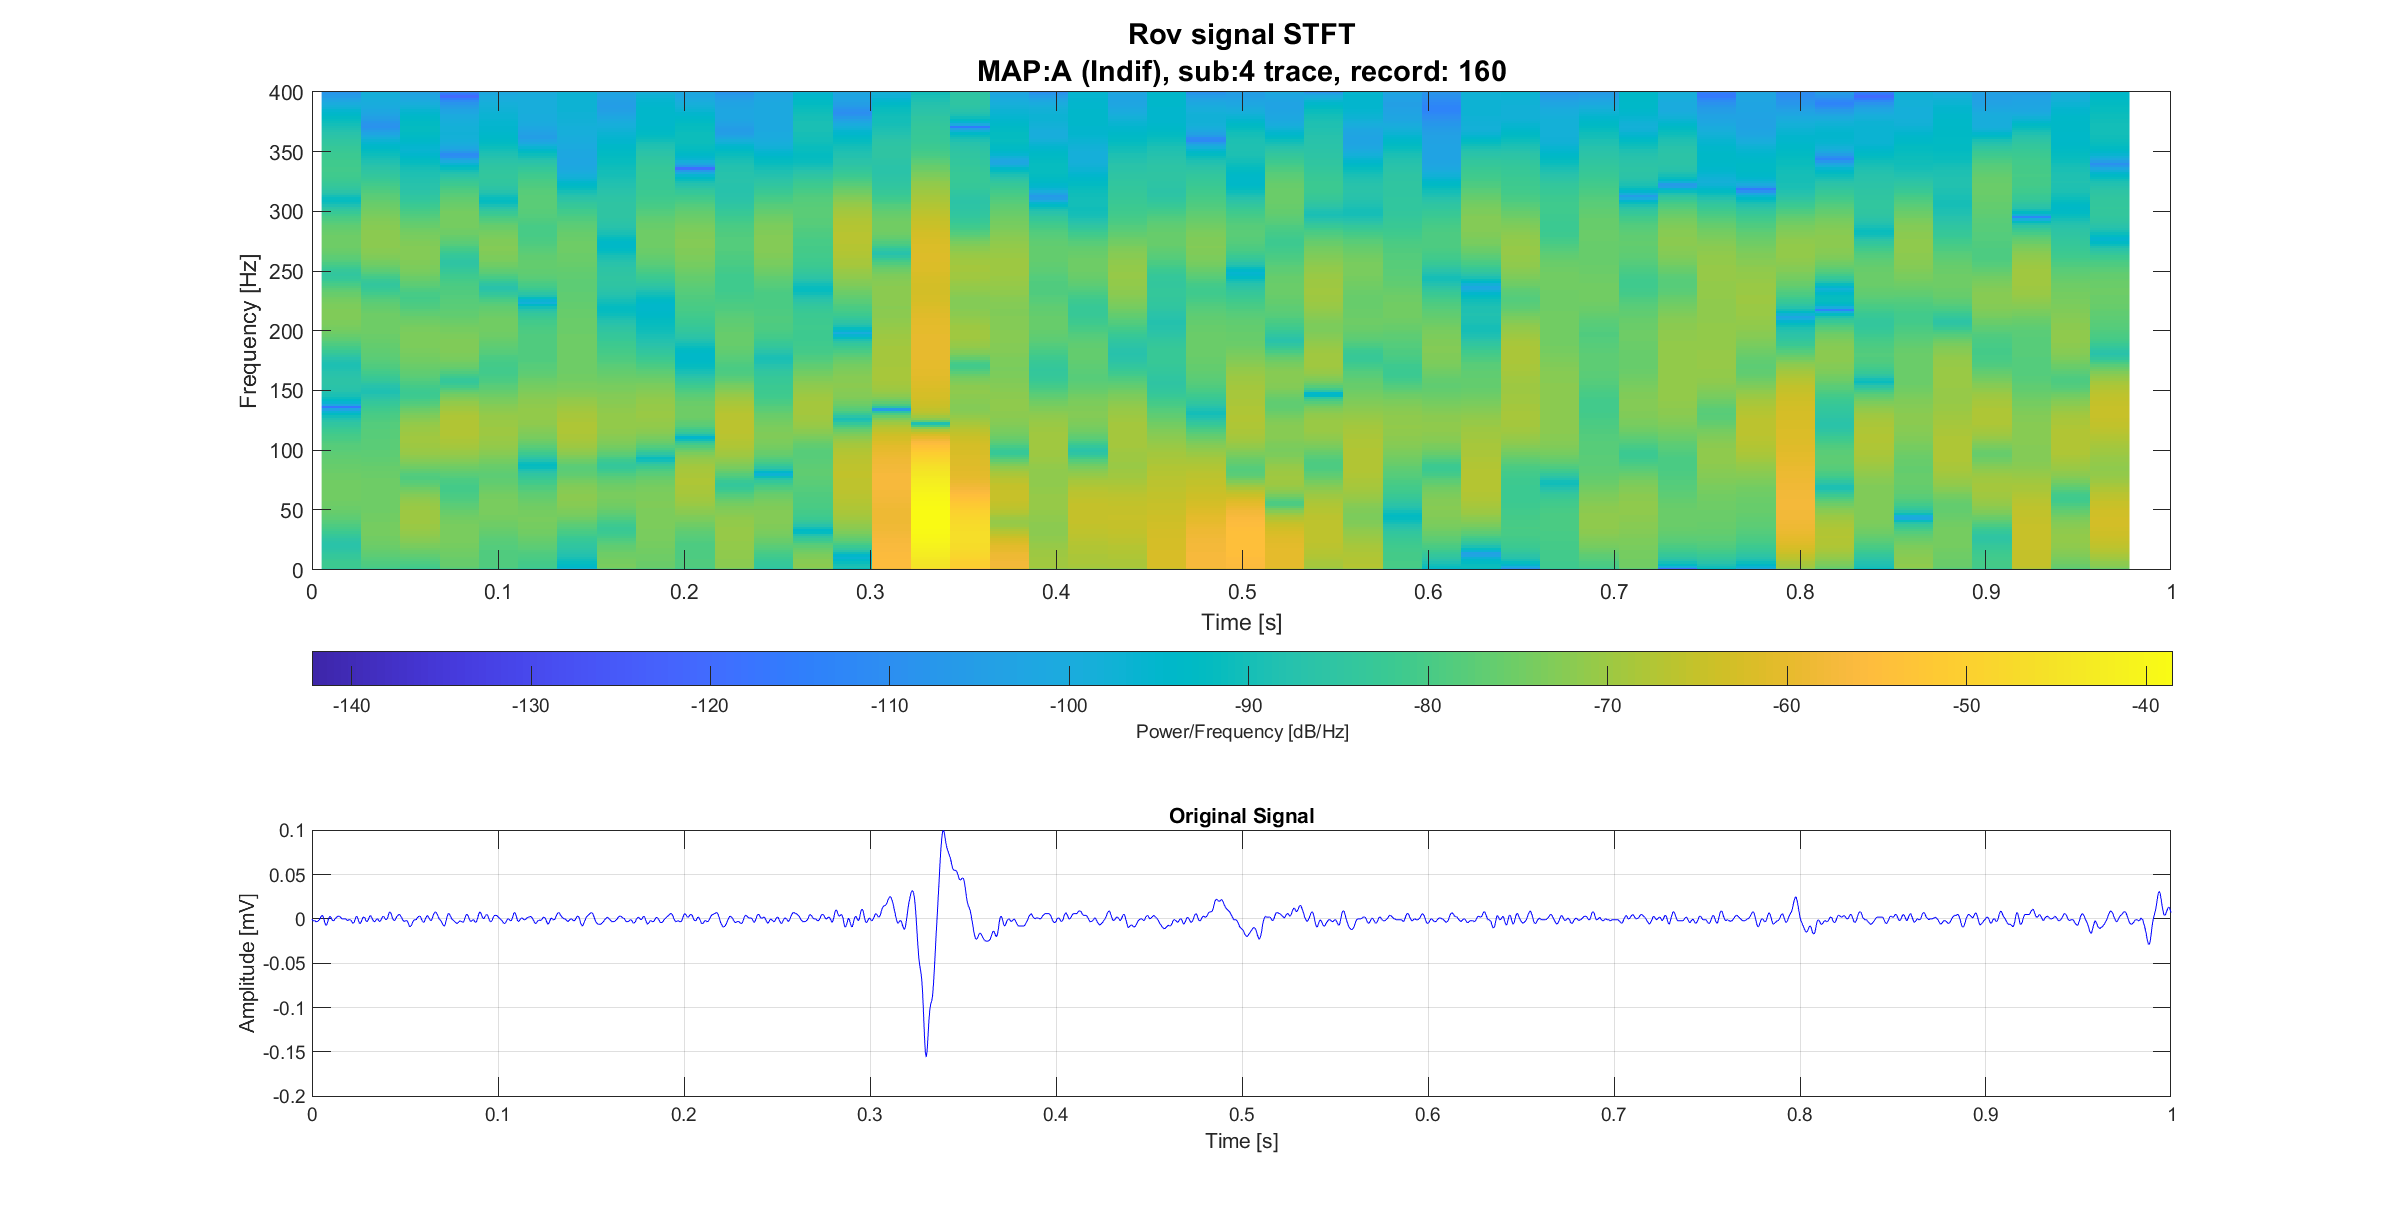 Rov signal STFT
MAP:A (Indif), sub:4 trace, record: 160
400
350
300
250
200
150
100
50
0
Frequency [Hz]
0 0.1 0.2 0.3 0.4 0.5 0.6 0.7 0.8 0.9 1
Time [s]
-140 -130 -120 -110 -100 -90 -80 -70 -60 -50 -40
Power/Frequency [dB/Hz]
Original Signal
0.1
0.05
0
-0.05
-0.1
-0.15
-0.2
Amplitude [mV]
0 0.1 0.2 0.3 0.4 0.5 0.6 0.7 0.8 0.9 1
Time [s]